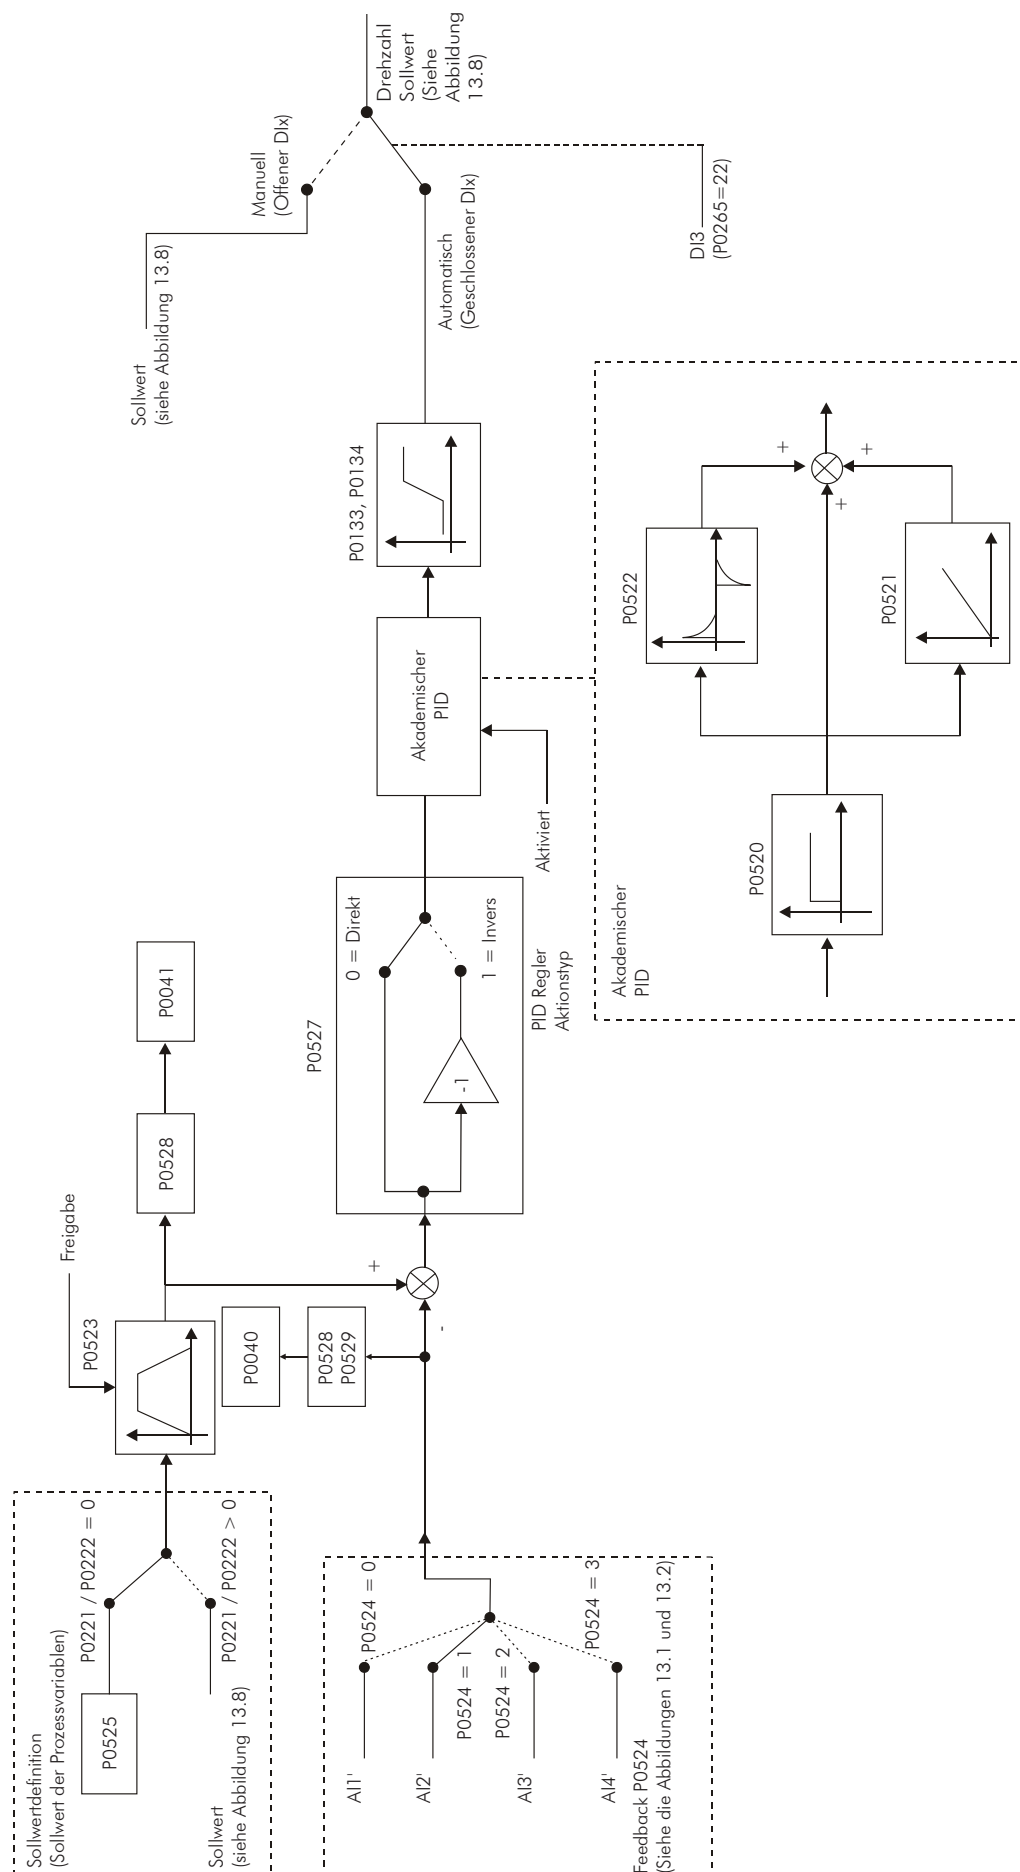 Sollwertdefinition
(Sollwert der Prozessvariablen)
P0525
P0221 / P0222 = 0
P0221 / P0222 > 0
Sollwert
(siehe Abbildung 13.8)
P0523
Freigabe
P0528
P0041
P0040
P0528
P0529
AI1'
AI2'
AI3'
AI4'
P0524 = 0
P0524 = 1
P0524 = 2
P0524 = 3
Feedback P0524
(Siehe die Abbildungen 13.1 und 13.2)
+
-
P0527
0 = Direkt
1 = Invers
-1
PID Regler
Aktionstyp
Aktiviert
Akademischer
PID
P0133, P0134
Sollwert
(siehe Abbildung 13.8)
Manuell
(Offener DIx)
Automatisch
(Geschlossener DIx)
Drehzahl
Sollwert
(Siehe
Abbildung
13.8)
DI3
(P0265=22)
Akademischer
PID
P0520
P0522
P0521
+
+
+